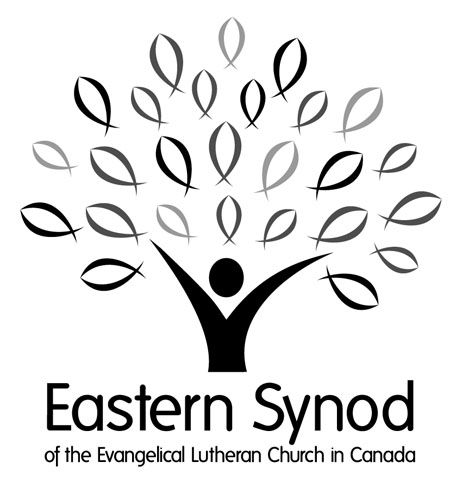 Eastern Synod
of the Evangelical Lutheran Church in Canada